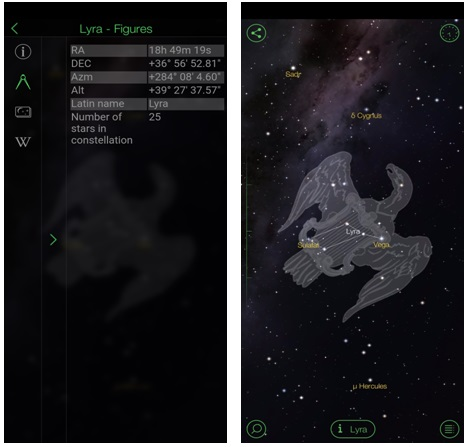 Lyra - Figures
RA 18h 49m 19s
DEC +36° 56' 52.81"
Azm +284° 08' 4.60"
Alt +39° 27' 37.57"
Latin name Lyra
Number of stars in constellation 25
W
Sadr
δ Cygnus
Lyra
Sulafat
Vega
μ Hercules
i Lyra